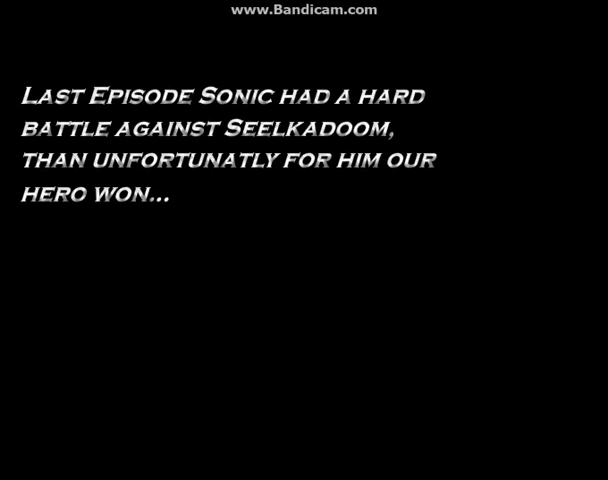 www.Bandicam.com
Last Episode Sonic had a hard
battle against Seelkadoom,
than unfortunatly for him our
hero won...